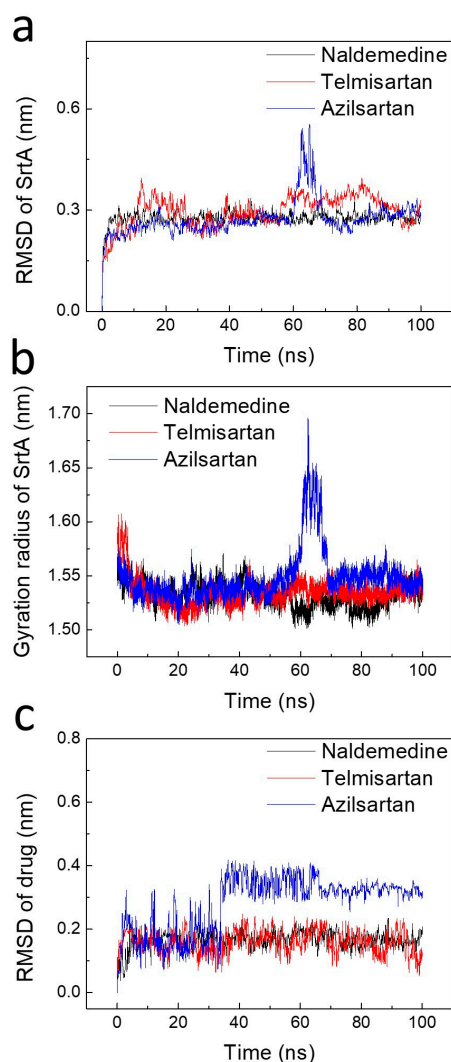 a
Naldemedine
Telmisartan
Azilsartan
RMSD of SrtA (nm)
0.6
0.3
0.0
0 20 40 60 80 100
Time (ns)
b
Naldemedine
Telmisartan
Azilsartan
Gyration radius of SrtA (nm)
1.70
1.65
1.60
1.55
1.50
0 20 40 60 80 100
Time (ns)
c
Naldemedine
Telmisartan
Azilsartan
RMSD of drug (nm)
0.8
0.6
0.4
0.2
0.0
0 20 40 60 80 100
Time (ns)